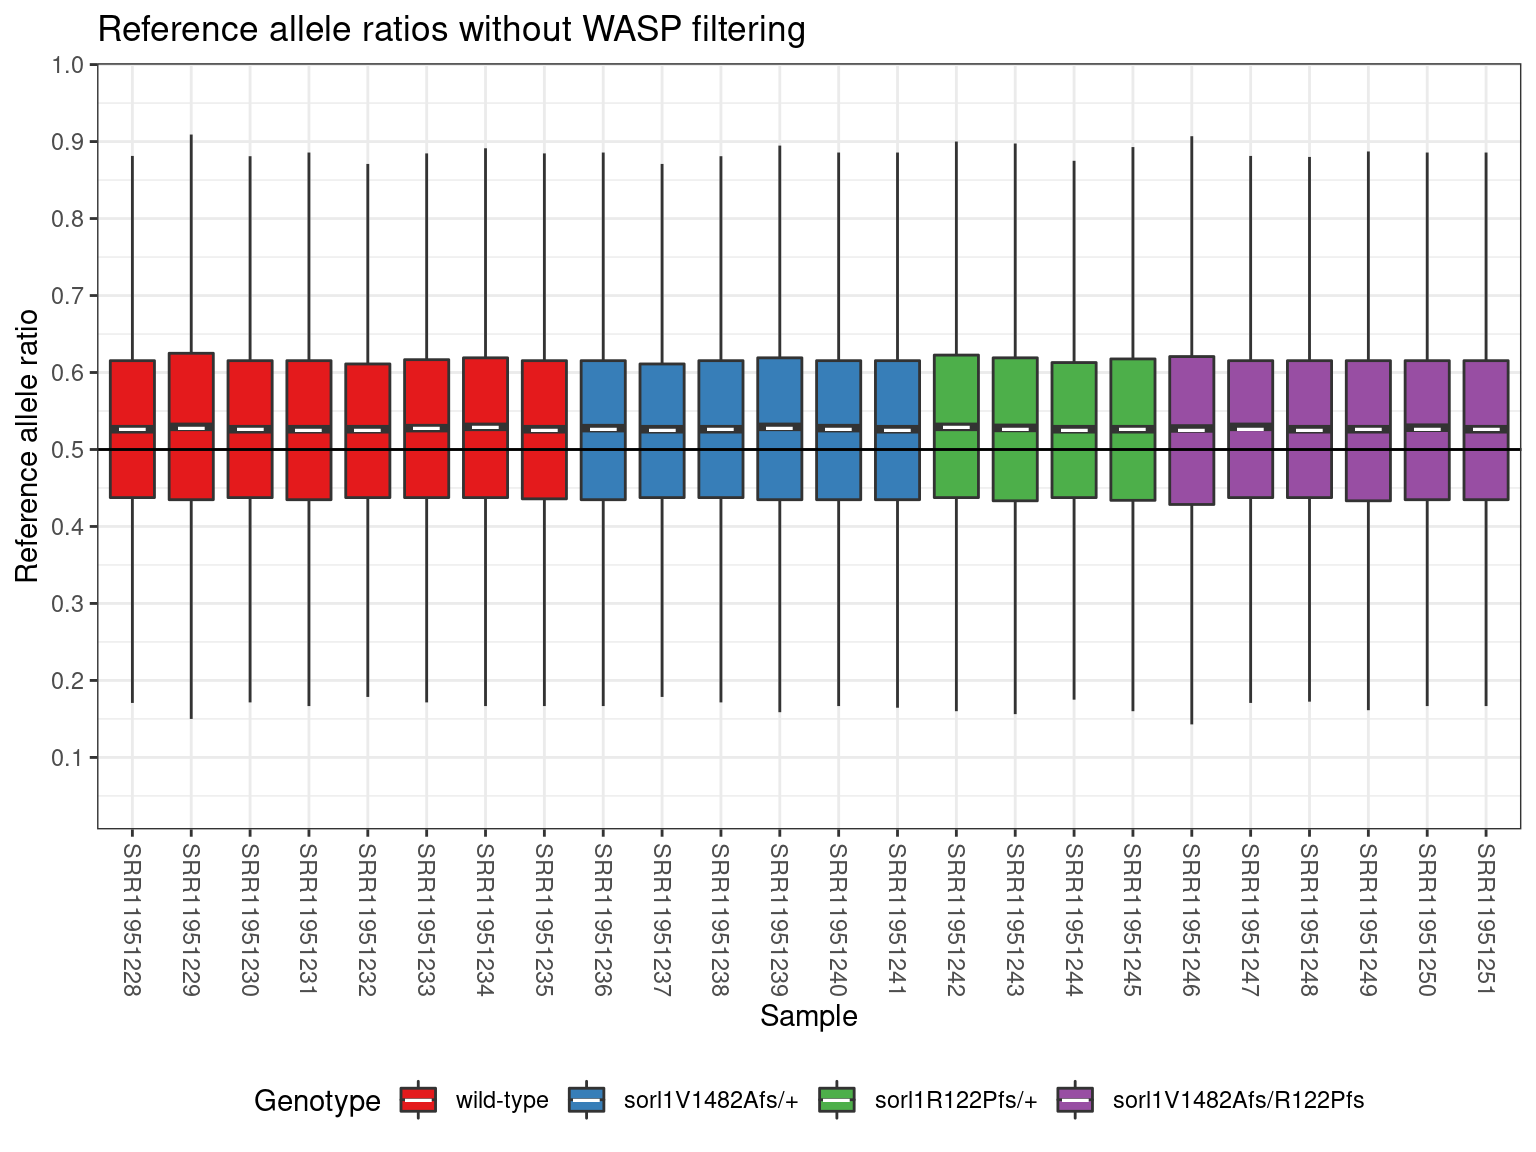 Reference allele ratios without WASP filtering
Reference allele ratio
1.0
0.9
0.8
0.7
0.6
0.5
0.4
0.3
0.2
0.1
SRR11951228
SRR11951229
SRR11951230
SRR11951231
SRR11951232
SRR11951233
SRR11951234
SRR11951235
SRR11951236
SRR11951237
SRR11951238
SRR11951239
SRR11951240
SRR11951241
SRR11951242
SRR11951243
SRR11951244
SRR11951245
SRR11951246
SRR11951247
SRR11951248
SRR11951249
SRR11951250
SRR11951251
Sample
Genotype wild-type sorl1V1482Afs/+ sorl1R122Pfs/+ sorl1V1482Afs/R122Pfs